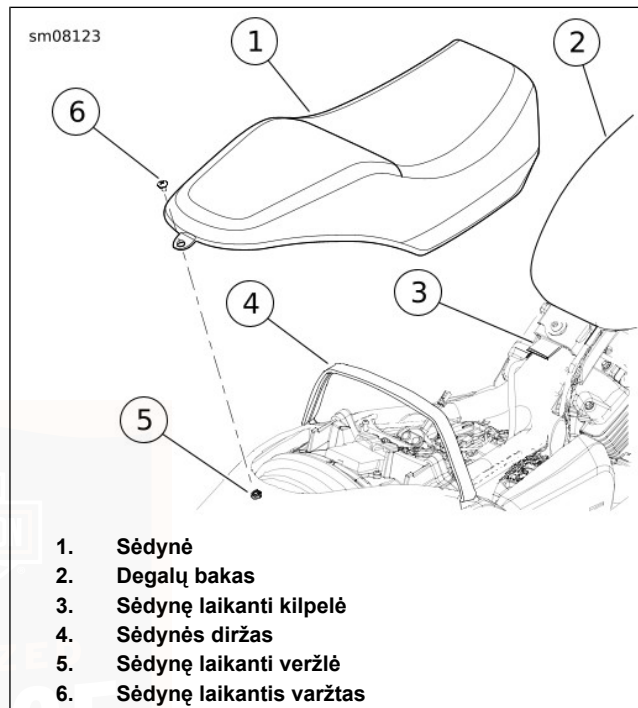 sm08123
1
2
6
3
4
5
1. Sėdynė
2. Degalų bakas
3. Sėdynę laikanti kilpelė
4. Sėdynės diržas
5. Sėdynę laikanti veržlė
6. Sėdynę laikantis varžtas